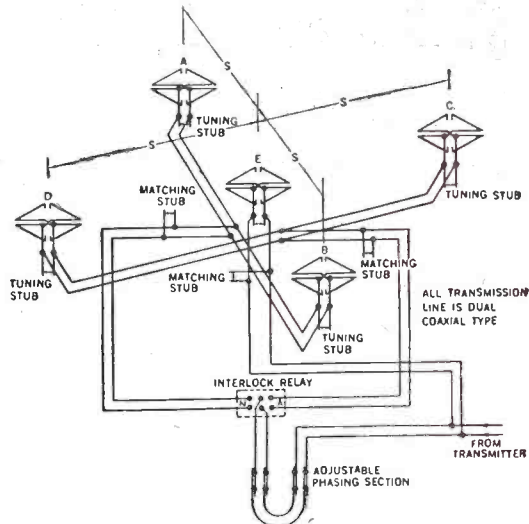 A
S
S
C
TUNING
STUB
S
S
E
D
MATCHING
STUB
TUNING STUB
B
MATCHING
STUB
MATCHING
STUB
TUNING
STUB
TUNING
STUB
ALL TRANSMISSION
LINE IS DUAL
COAXIAL TYPE
INTERLOCK RELAY
N
A
FROM
TRANSMITTER
ADJUSTABLE
PHASING SECTION